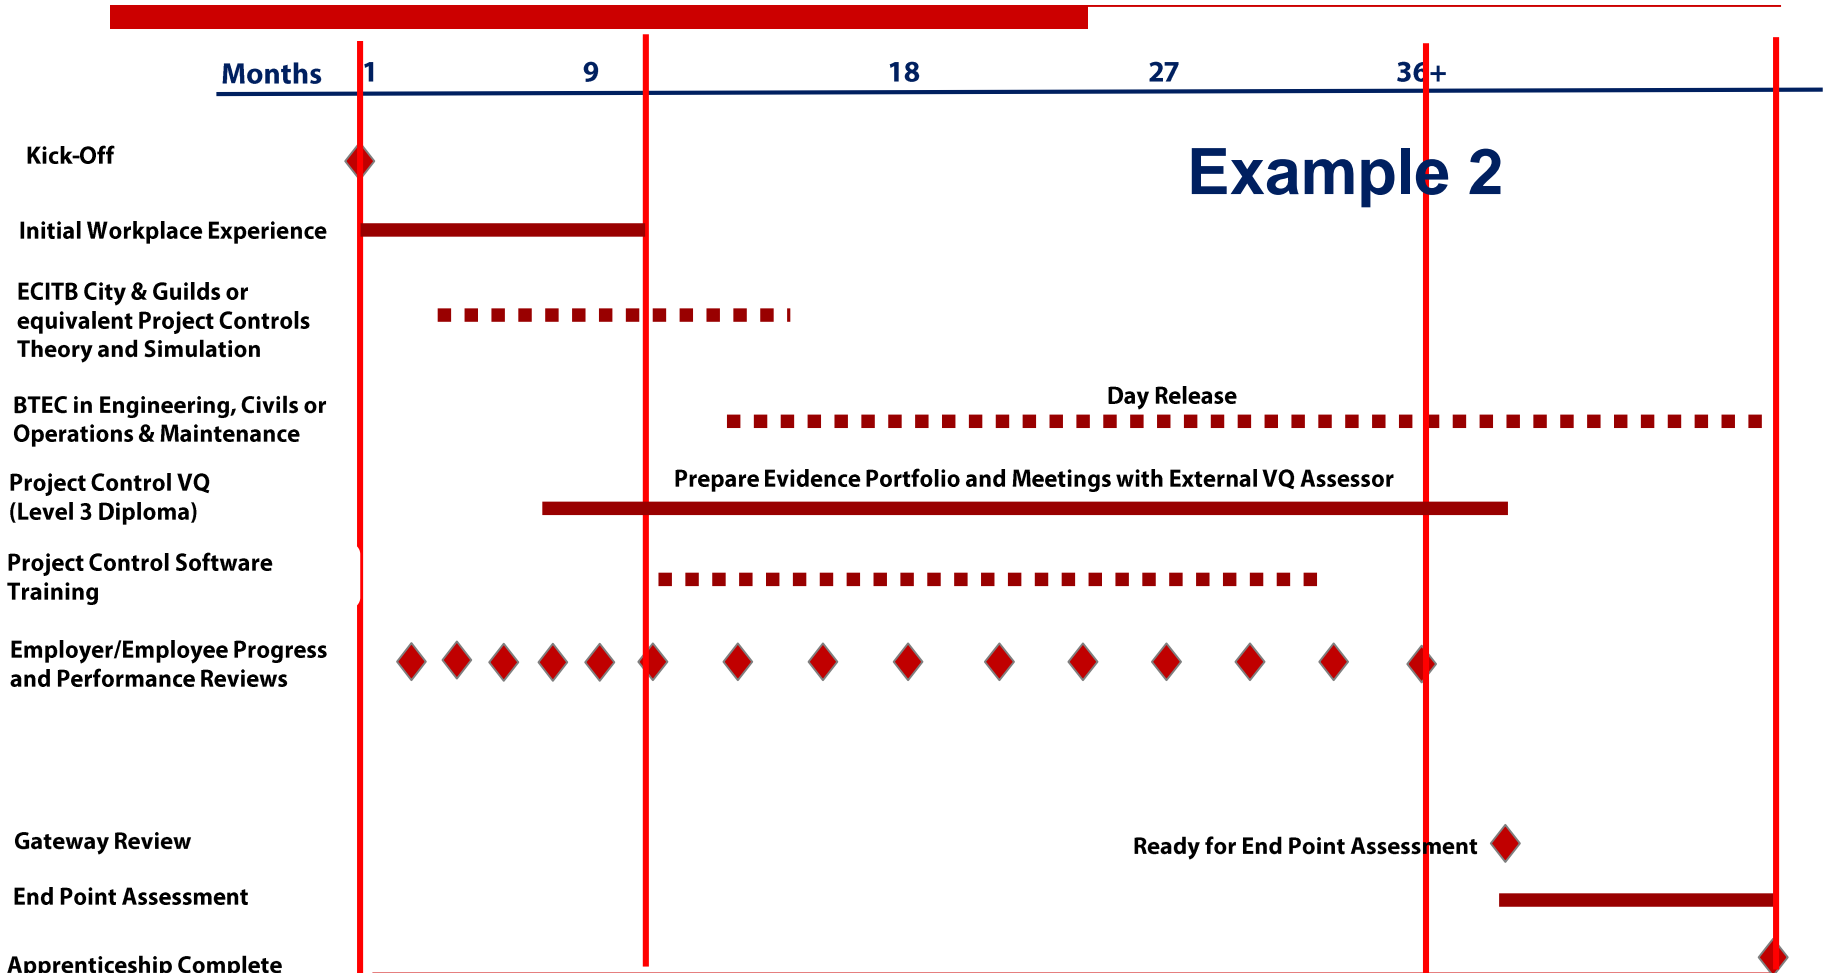 Months 1 9 18 27 36+
Kick-Off
Example 2
Initial Workplace Experience
ECITB City & Guilds or
equivalent Project Controls
Theory and Simulation
BTEC in Engineering, Civils or
Operations & Maintenance
Day Release
Project Control VQ
(Level 3 Diploma)
Prepare Evidence Portfolio and Meetings with External VQ Assessor
Project Control Software
Training
Employer/Employee Progress
and Performance Reviews
Gateway Review
Ready for End Point Assessment
End Point Assessment
Apprenticeship Complete